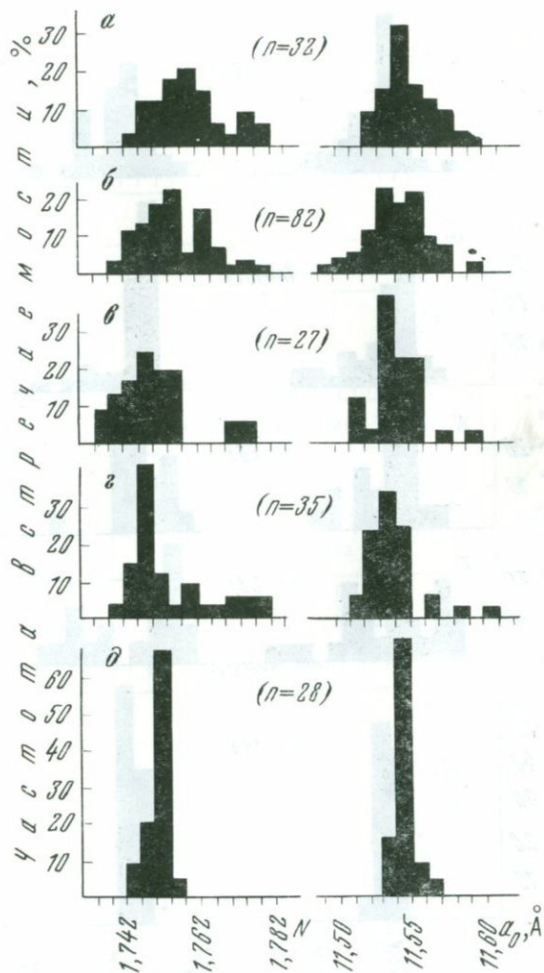 Частота встречаемости, %
а
(n=32)
30
20
10
б
(n=82)
20
10
в
(n=27)
30
20
10
г
(n=35)
30
20
10
д
(n=28)
60
50
40
30
20
10
1,742
1,762
1,782
N
11,50
11,55
11,60
a₀, Å